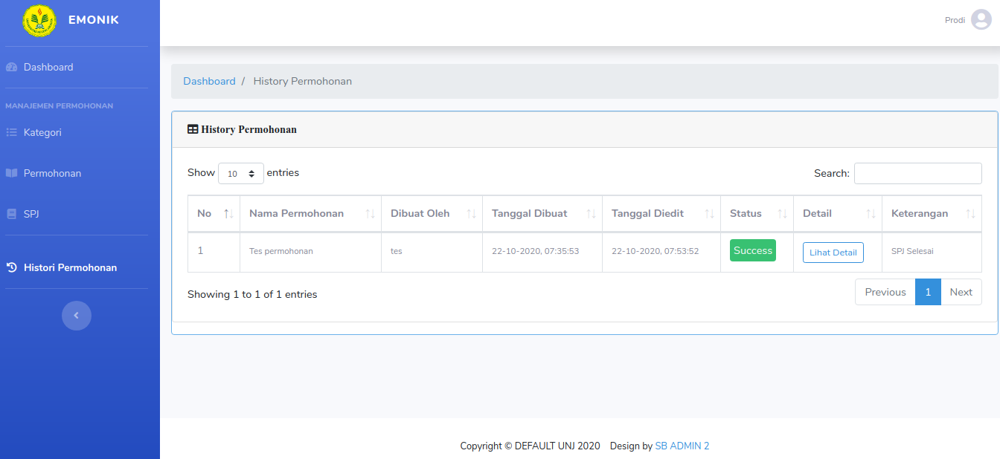 EMONIK
Prodi
Dashboard
MANAJEMEN PERMOHONAN
Kategori
Permohonan
SPJ
Histori Permohonan
Dashboard / History Permohonan
History Permohonan
Show 10 entries
Search:
No Nama Permohonan Dibuat Oleh Tanggal Dibuat Tanggal Diedit Status Detail Keterangan
1 Tes permohonan tes 22-10-2020, 07:35:53 22-10-2020, 07:53:52 Success Lihat Detail SPJ Selesai
Showing 1 to 1 of 1 entries
Previous 1 Next
Copyright © DEFAULT UNJ 2020 Design by SB ADMIN 2